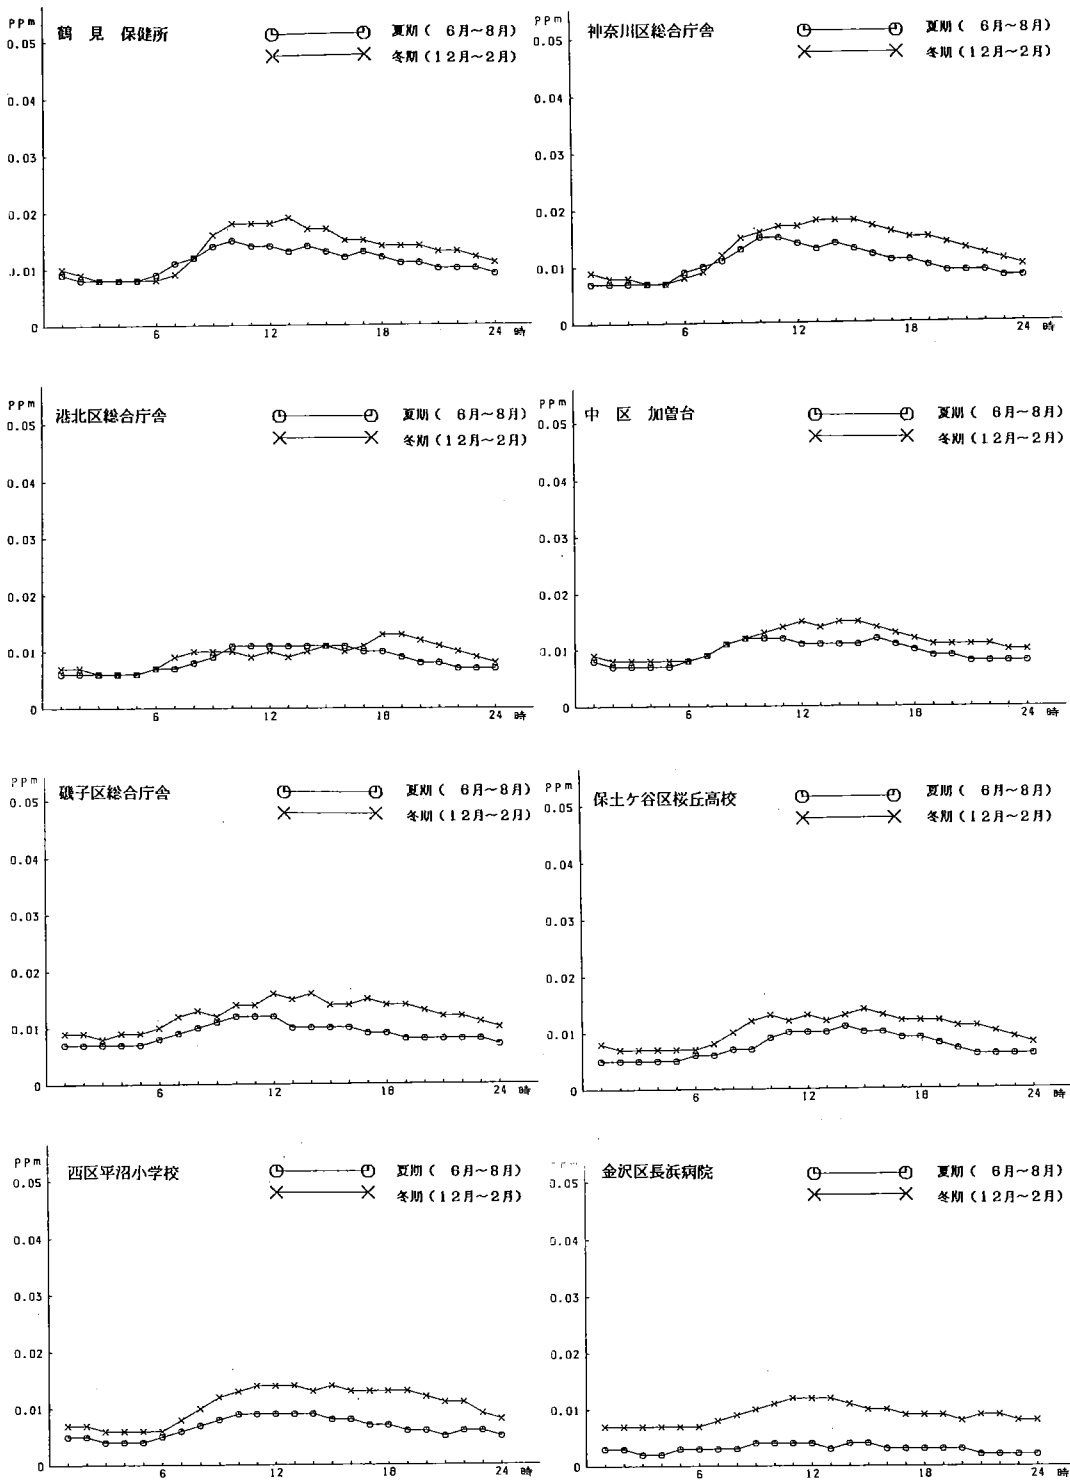 PPm
鶴 見 保健所
夏期 ( 6月~8月)
冬期 (12月~2月)
0.05
0.04
0.03
0.02
0.01
0
6
12
18
24 時
PPm
神奈川区総合庁舎
夏期 ( 6月~8月)
冬期 (12月~2月)
0.05
0.04
0.03
0.02
0.01
0
6
12
18
24 時
PPm
港北区総合庁舎
夏期 ( 6月~8月)
冬期 (12月~2月)
0.05
0.04
0.03
0.02
0.01
0
6
12
18
24 時
PPm
中 区 加曽台
夏期 ( 6月~8月)
冬期 (12月~2月)
0.05
0.04
0.03
0.02
0.01
0
6
12
18
24 時
PPm
磯子区総合庁舎
夏期 ( 6月~8月)
冬期 (12月~2月)
0.05
0.04
0.03
0.02
0.01
0
6
12
18
24 時
PPm
保土ケ谷区桜丘高校
夏期 ( 6月~8月)
冬期 (12月~2月)
0.05
0.04
0.03
0.02
0.01
0
6
12
18
24 時
PPm
西区平沼小学校
夏期 ( 6月~8月)
冬期 (12月~2月)
0.05
0.04
0.03
0.02
0.01
0
6
12
18
24 時
金沢区長浜病院
夏期 ( 6月~8月)
冬期 (12月~2月)
0.05
0.04
0.03
0.02
0.01
0
6
12
18
24 時